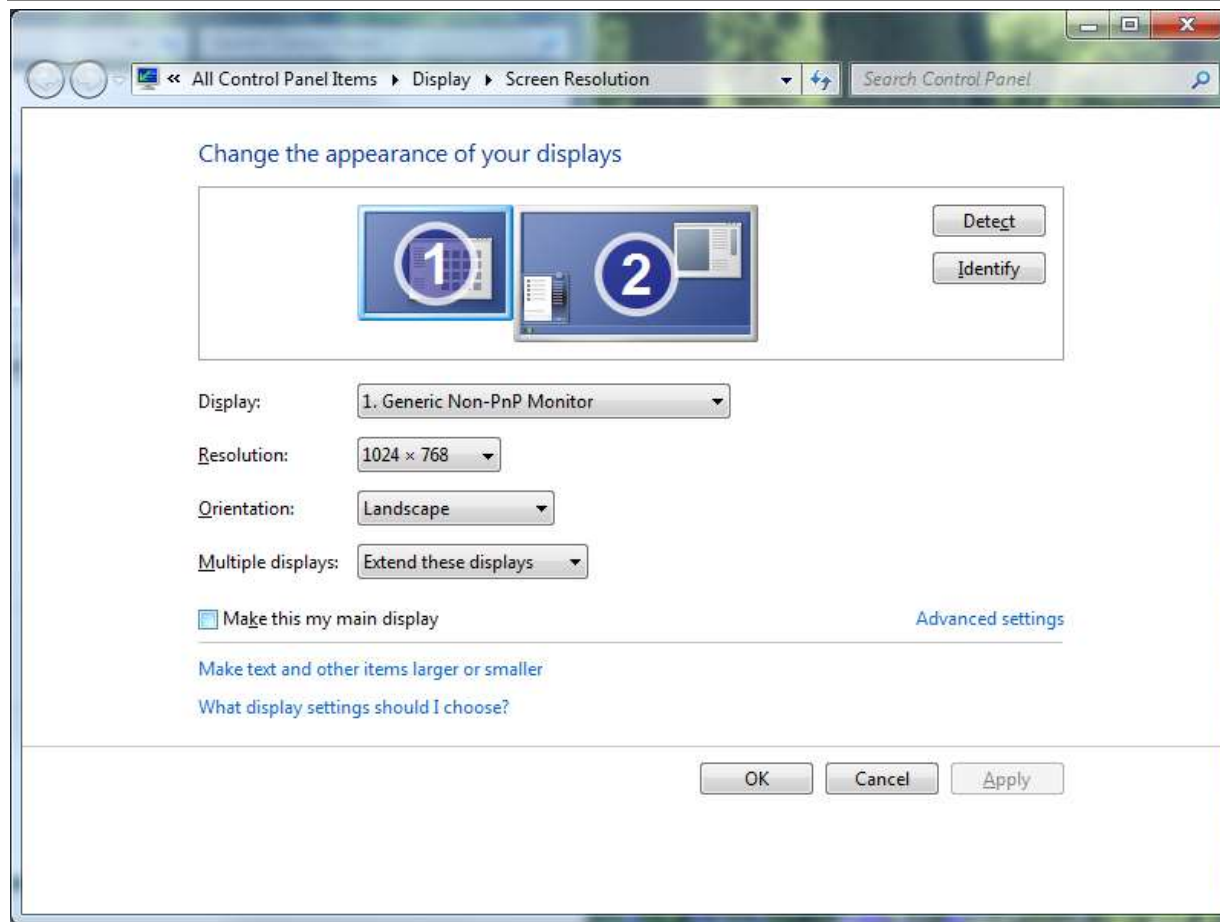 « All Control Panel Items ▸ Display ▸ Screen Resolution
Search Control Panel
Change the appearance of your displays
1
2
Detect
Identify
Display: 1. Generic Non-PnP Monitor
Resolution: 1024 × 768
Orientation: Landscape
Multiple displays: Extend these displays
Make this my main display
Advanced settings
Make text and other items larger or smaller
What display settings should I choose?
OK Cancel Apply